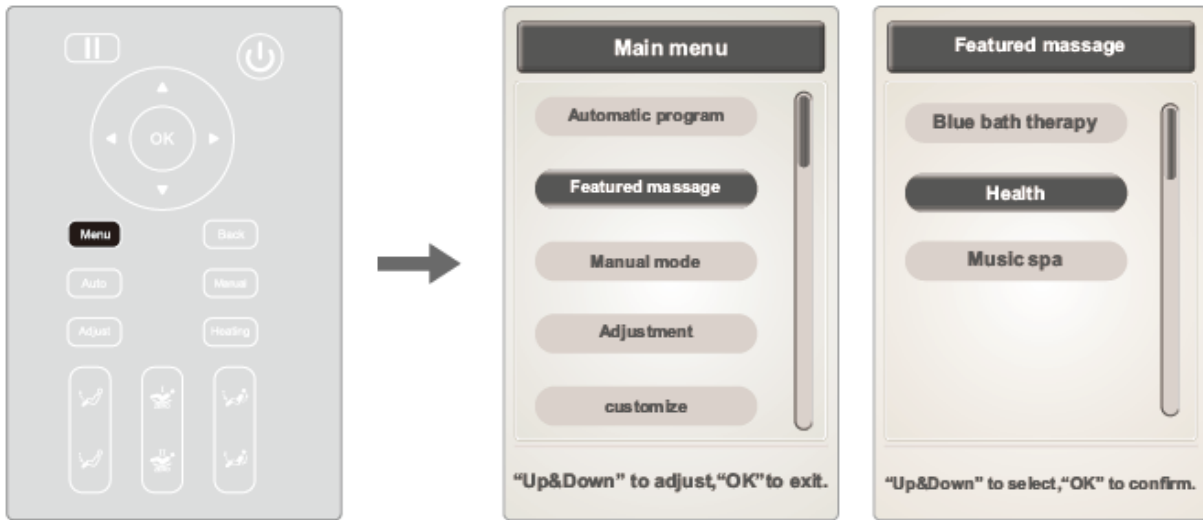 OK
Menu
Back
Auto
Manual
Adjust
Heating
Main menu
Automatic program
Featured massage
Manual mode
Adjustment
customize
“Up&Down” to adjust,“OK”to exit.
Featured massage
Blue bath therapy
Health
Music spa
“Up&Down” to select,“OK” to confirm.